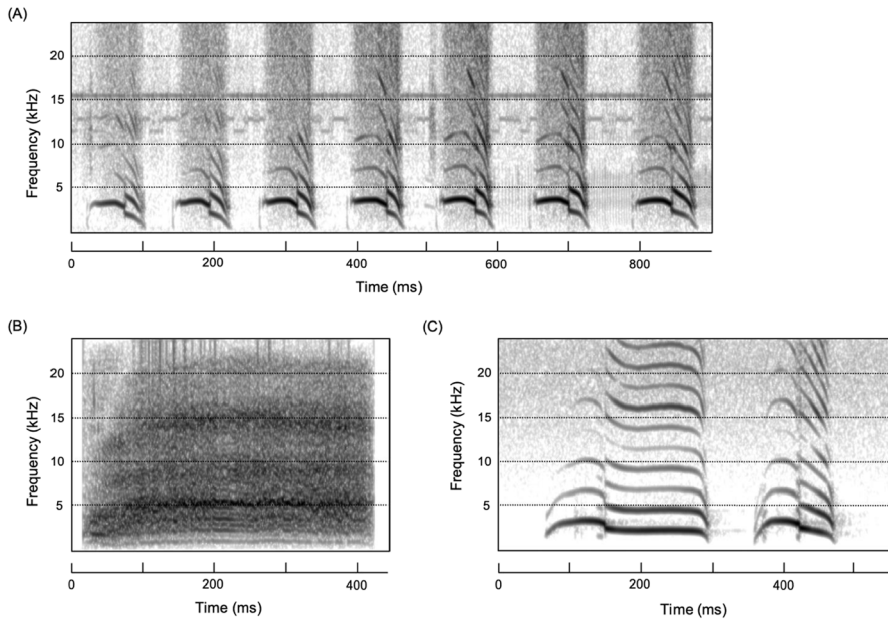 (A)
20
15
10
5
Frequency (kHz)
0 200 400 600 800
Time (ms)
(B) (C)
20 20
15 15
10 10
5 5
Frequency (kHz) Frequency (kHz)
0 200 400 0 200 400
Time (ms) Time (ms)